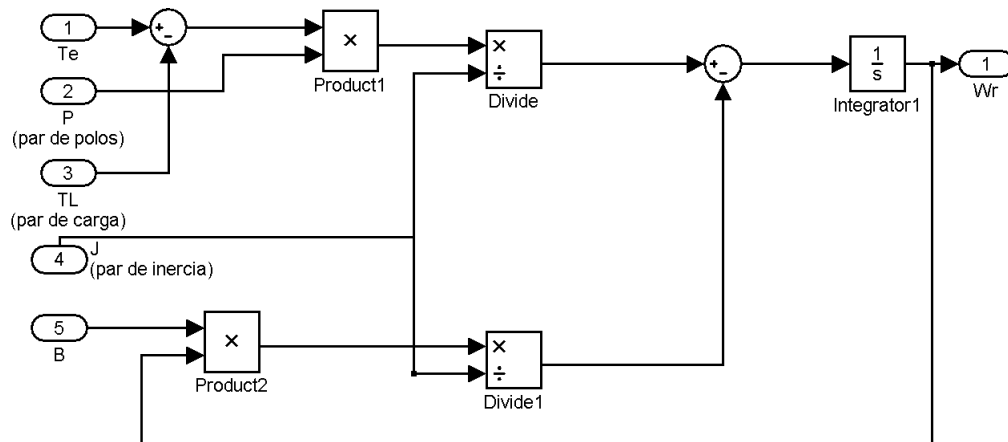 1
Te
+
-
×
Product1
2
P
(par de polos)
3
TL
(par de carga)
4
J
(par de inercia)
5
B
×
Product2
×
÷
Divide
×
÷
Divide1
+
-
1
s
Integrator1
1
Wr